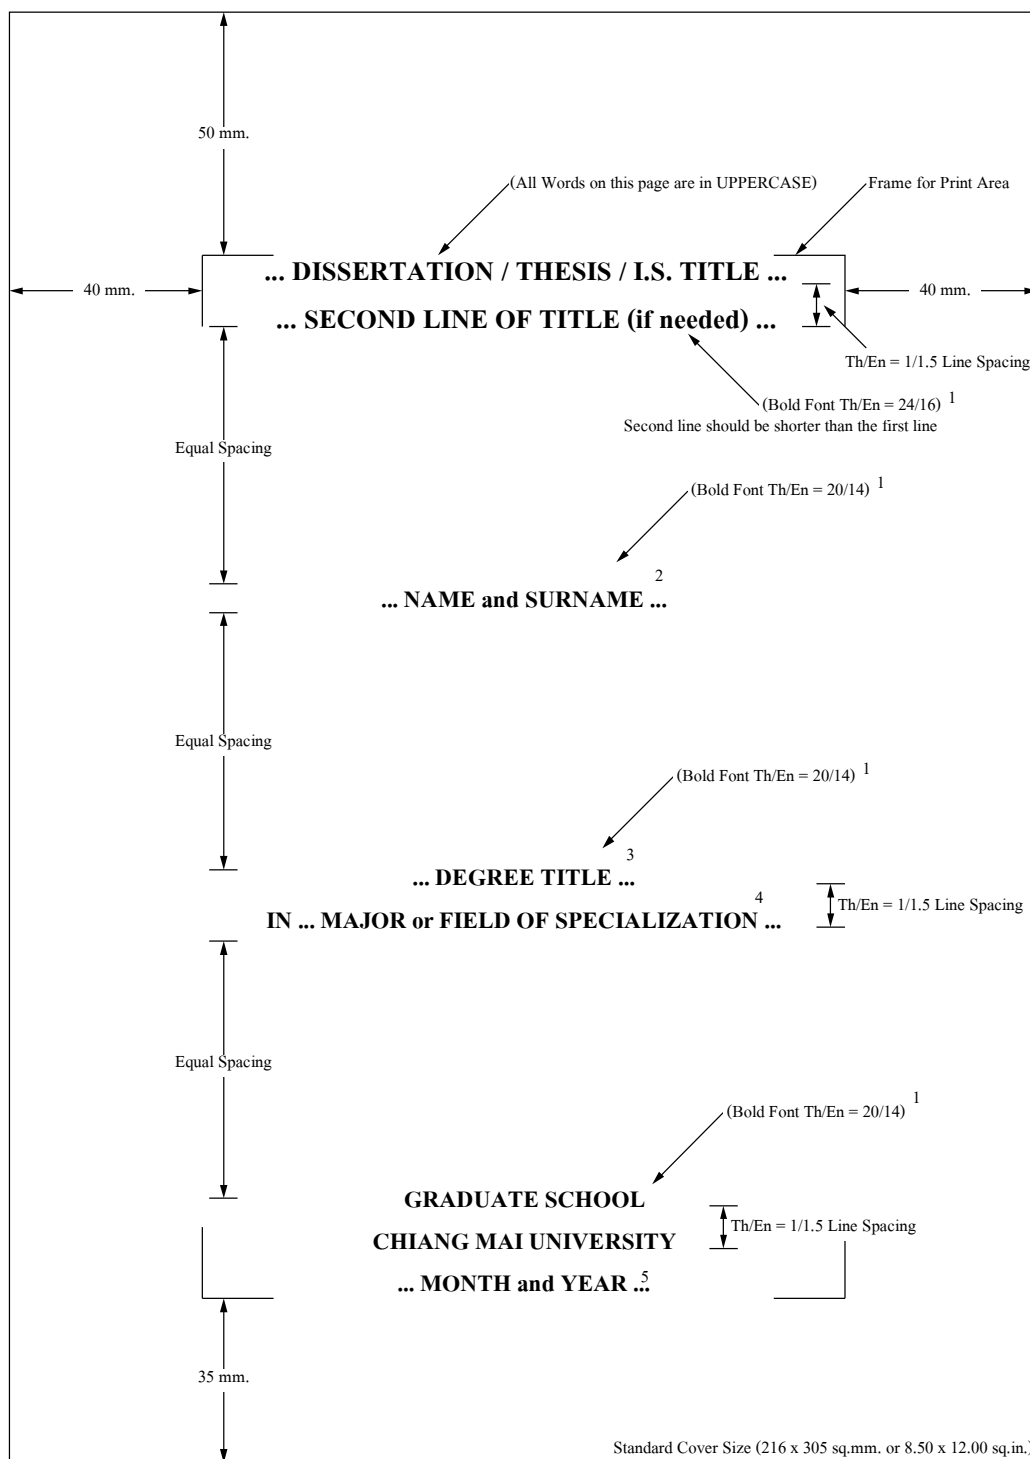 50 mm.
(All Words on this page are in UPPERCASE)
Frame for Print Area
... DISSERTATION / THESIS / I.S. TITLE ...
40 mm.
40 mm.
... SECOND LINE OF TITLE (if needed) ...
Th/En = 1/1.5 Line Spacing
(Bold Font Th/En = 24/16) 1
Second line should be shorter than the first line
Equal Spacing
(Bold Font Th/En = 20/14) 1
... NAME and SURNAME ... 2
Equal Spacing
(Bold Font Th/En = 20/14) 1
... DEGREE TITLE ... 3
IN ... MAJOR or FIELD OF SPECIALIZATION ... 4
Th/En = 1/1.5 Line Spacing
Equal Spacing
(Bold Font Th/En = 20/14) 1
GRADUATE SCHOOL
Th/En = 1/1.5 Line Spacing
CHIANG MAI UNIVERSITY
... MONTH and YEAR ... 5
35 mm.
Standard Cover Size (216 x 305 sq.mm. or 8.50 x 12.00 sq.in.)